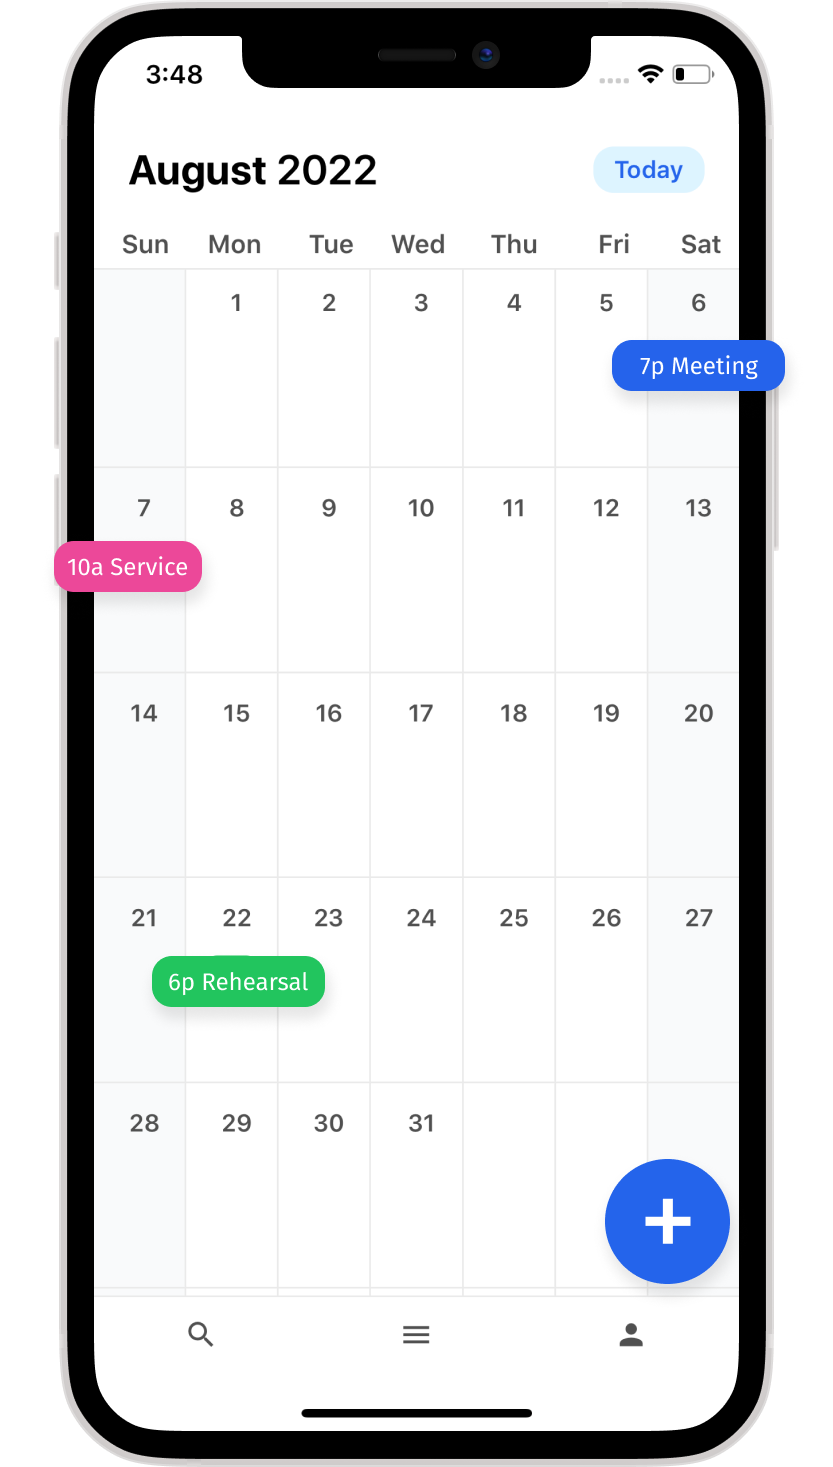 3:48
August 2022
Today
Sun Mon Tue Wed Thu Fri Sat
1 2 3 4 5 6
7p Meeting
7 8 9 10 11 12 13
10a Service
14 15 16 17 18 19 20
21 22 23 24 25 26 27
6p Rehearsal
28 29 30 31